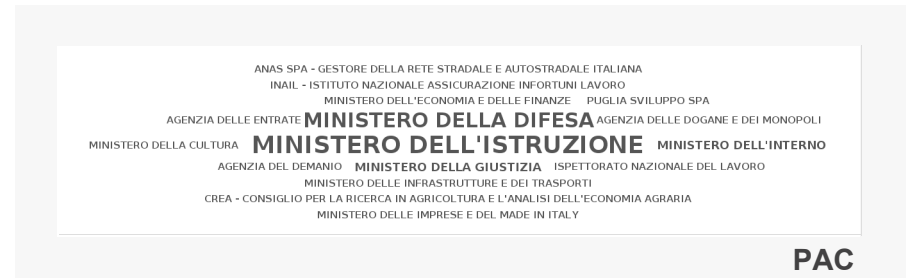 ANAS SPA - GESTORE DELLA RETE STRADALE E AUTOSTRADALE ITALIANA
INAIL - ISTITUTO NAZIONALE ASSICURAZIONE INFORTUNI LAVORO
MINISTERO DELL'ECONOMIA E DELLE FINANZE PUGLIA SVILUPPO SPA
AGENZIA DELLE ENTRATE MINISTERO DELLA DIFESA AGENZIA DELLE DOGANE E DEI MONOPOLI
MINISTERO DELLA CULTURA MINISTERO DELL'ISTRUZIONE MINISTERO DELL'INTERNO
AGENZIA DEL DEMANIO MINISTERO DELLA GIUSTIZIA ISPETTORATO NAZIONALE DEL LAVORO
MINISTERO DELLE INFRASTRUTTURE E DEI TRASPORTI
CREA - CONSIGLIO PER LA RICERCA IN AGRICOLTURA E L'ANALISI DELL'ECONOMIA AGRARIA
MINISTERO DELLE IMPRESE E DEL MADE IN ITALY
PAC